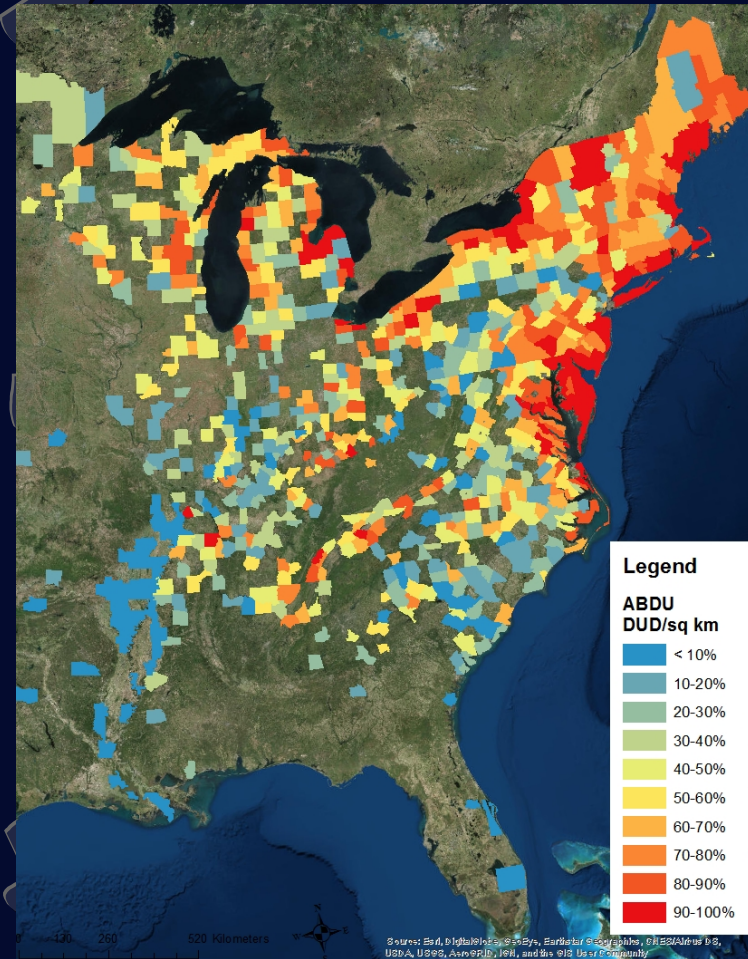 Legend
ABDU
DUD/sq km
< 10%
10-20%
20-30%
30-40%
40-50%
50-60%
60-70%
70-80%
80-90%
90-100%
N
W E
S
0 130 260 520 Kilometers
Source: Esri, DigitalGlobe, GeoEye, Earthstar Geographics, CNES/Airbus DS,
USDA, USGS, AeroGRID, IGN, and the GIS User Community